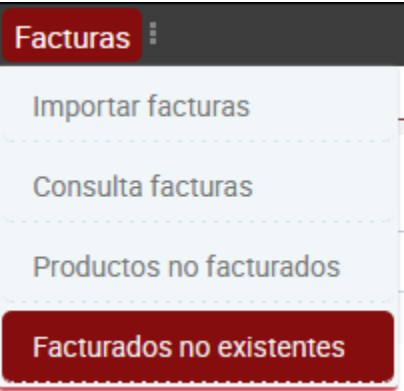 Facturas
Importar facturas
Consulta facturas
Productos no facturados
Facturados no existentes